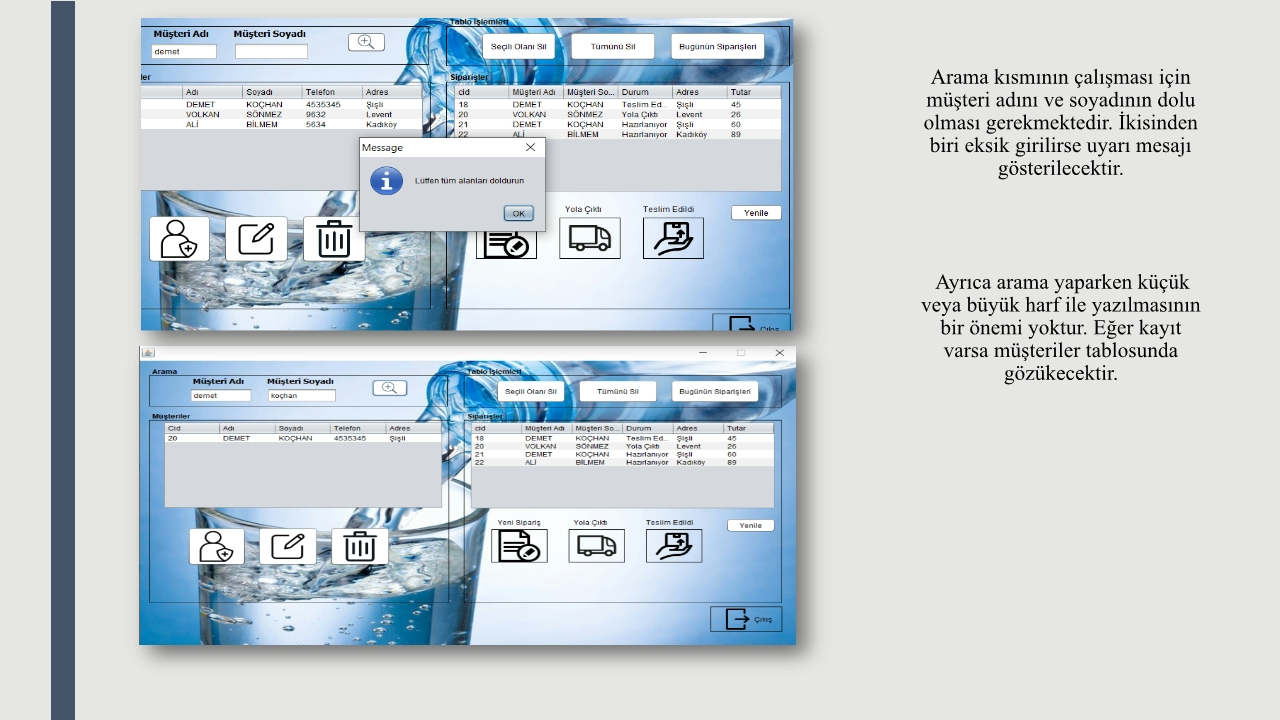 Tablo İşlemleri
Müşteri Adı Müşteri Soyadı
demet
Seçili Olanı Sil Tümünü Sil Bugünün Siparişleri
ler Siparişler
Adı Soyadı Telefon Adres
DEMET KOÇHAN 4535345 Şişli
VOLKAN SÖNMEZ 9632 Levent
ALİ BİLMEM 5634 Kadıköy
cid Müşteri Adı Müşteri So... Durum Adres Tutar
18 DEMET KOÇHAN Teslim Ed... Şişli 45
20 VOLKAN SÖNMEZ Yola Çıktı Levent 26
21 DEMET KOÇHAN Hazırlanıyor Şişli 60
22 ALİ BİLMEM Hazırlanıyor Kadıköy 89
Message
Lütfen tüm alanları doldurun
OK
Yola Çıktı Teslim Edildi Yenile
Çıkış
Arama Tablo İşlemleri
Müşteri Adı Müşteri Soyadı
demet koçhan
Seçili Olanı Sil Tümünü Sil Bugünün Siparişleri
Müşteriler Siparişler
Cid Adı Soyadı Telefon Adres
20 DEMET KOÇHAN 4535345 Şişli
cid Müşteri Adı Müşteri So... Durum Adres Tutar
18 DEMET KOÇHAN Teslim Ed... Şişli 45
20 VOLKAN SÖNMEZ Yola Çıktı Levent 26
21 DEMET KOÇHAN Hazırlanıyor Şişli 60
22 ALİ BİLMEM Hazırlanıyor Kadıköy 89
Yeni Sipariş Yola Çıktı Teslim Edildi Yenile
Çıkış
Arama kısmının çalışması için
müşteri adını ve soyadının dolu
olması gerekmektedir. İkisinden
biri eksik girilirse uyarı mesajı
gösterilecektir.
Ayrıca arama yaparken küçük
veya büyük harf ile yazılmasının
bir önemi yoktur. Eğer kayıt
varsa müşteriler tablosunda
gözükecektir.